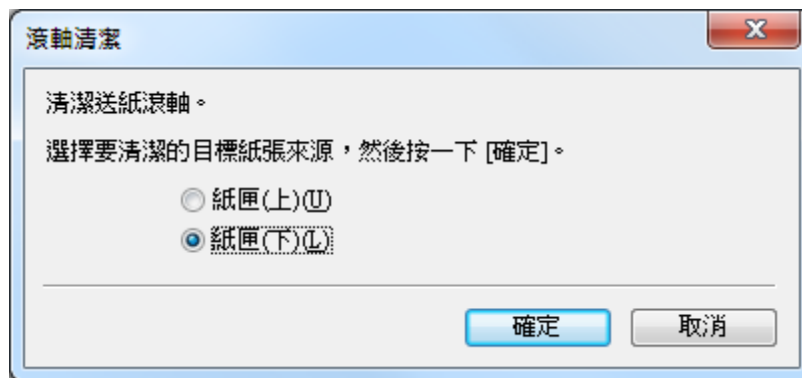 滾軸清潔
清潔送紙滾軸。
選擇要清潔的目標紙張來源，然後按一下 [確定]。
紙匣(上)(U)
紙匣(下)(L)
確定
取消